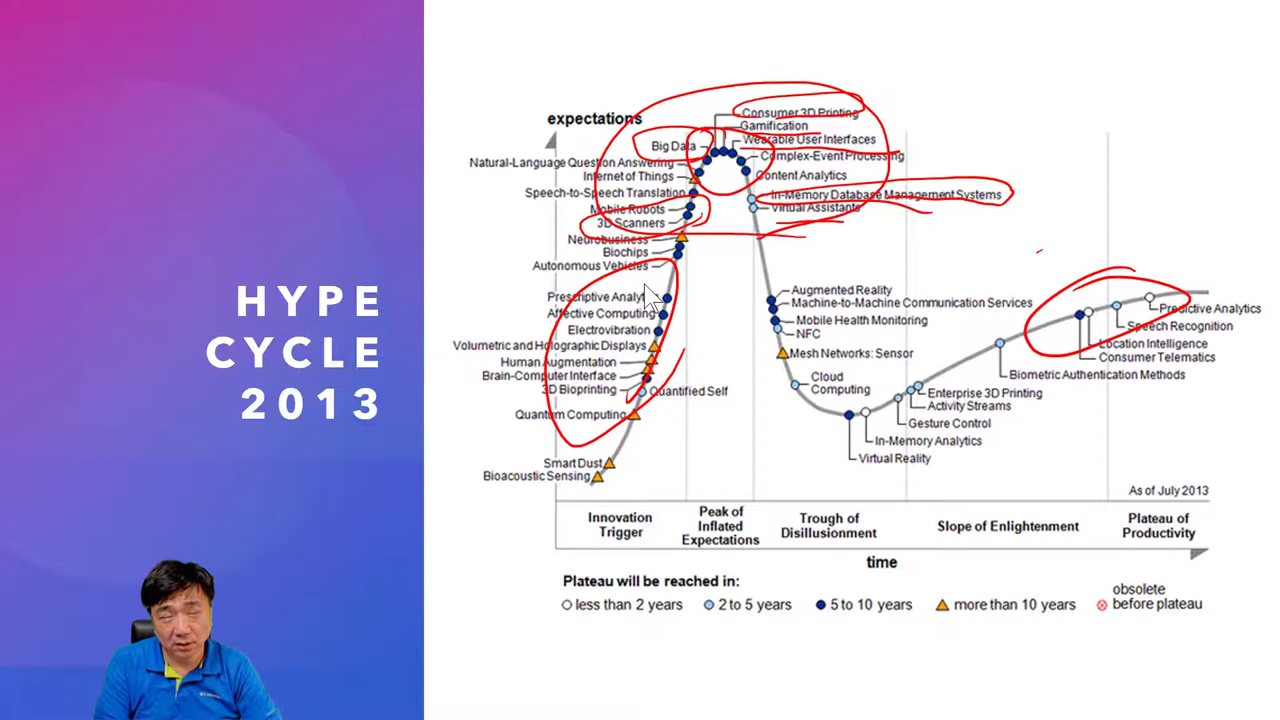 HYPE
CYCLE
2013
expectations
Consumer 3D Printing
Gamification
Wearable User Interfaces
Big Data
Complex-Event Processing
Natural-Language Question Answering
Content Analytics
Internet of Things
Speech-to-Speech Translation
In-Memory Database Management Systems
Virtual Assistants
Mobile Robots
3D Scanners
Neurobusiness
Biochips
Autonomous Vehicles
Augmented Reality
Prescriptive Analyt
Machine-to-Machine Communication Services
Predictive Analytics
Affective Computing
Mobile Health Monitoring
Speech Recognition
Electrovibration
NFC
Location Intelligence
Volumetric and Holographic Displays
Mesh Networks: Sensor
Consumer Telematics
Human Augmentation
Brain-Computer Interface
Biometric Authentication Methods
3D Bioprinting
Quantified Self
Cloud
Computing
Enterprise 3D Printing
Activity Streams
Quantum Computing
Gesture Control
In-Memory Analytics
Virtual Reality
Smart Dust
Bioacoustic Sensing
As of July 2013
Innovation
Trigger
Peak of
Inflated
Expectations
Trough of
Disillusionment
Slope of Enlightenment
Plateau of
Productivity
time
Plateau will be reached in:
less than 2 years
2 to 5 years
5 to 10 years
more than 10 years
obsolete
before plateau